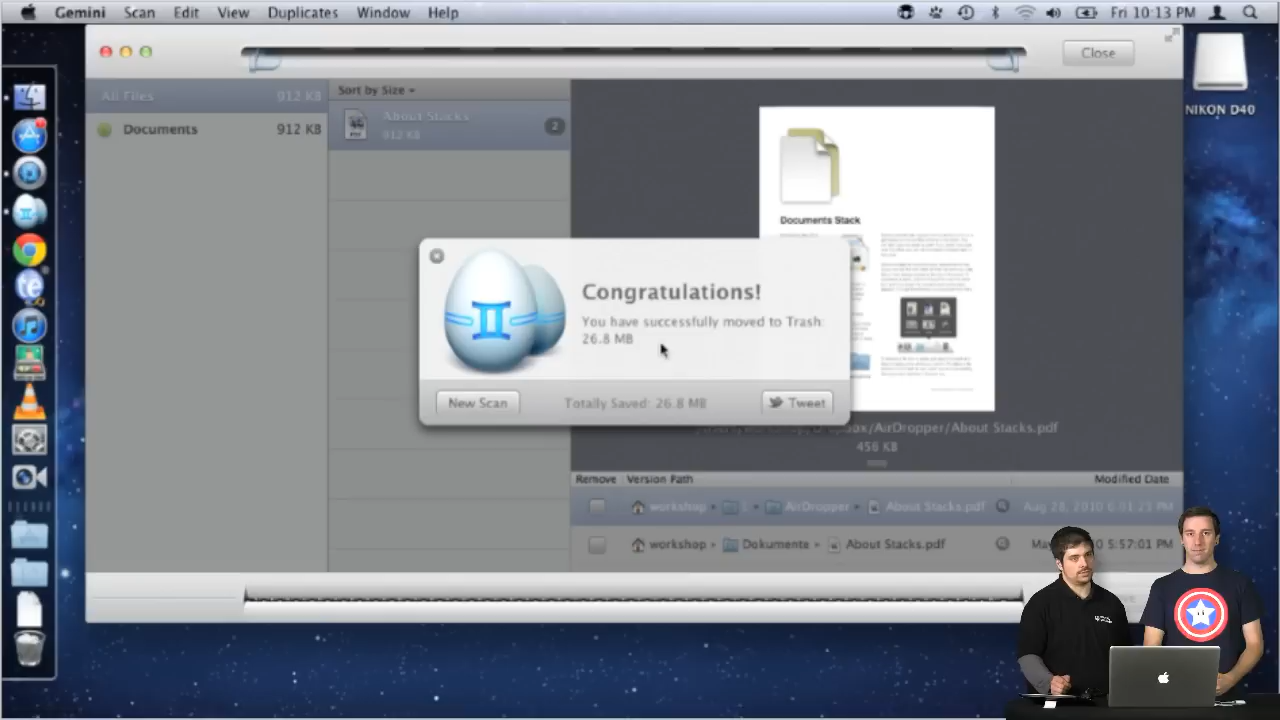 Gemini Scan Edit View Duplicates Window Help Fri 10:13 PM
Close
All Files 912 KB
Sort by Size
Documents 912 KB
About Stacks
912 KB
2
NIKON D40
Documents Stack
Congratulations!
You have successfully moved to Trash:
26.8 MB
New Scan Totally Saved: 26.8 MB Tweet
/AirDropper/About Stacks.pdf
456 KB
Remove Version Path Modified Date
workshop AirDropper About Stacks.pdf Aug 28, 2010 6:01:25 PM
workshop Dokumente About Stacks.pdf 5:57:01 PM